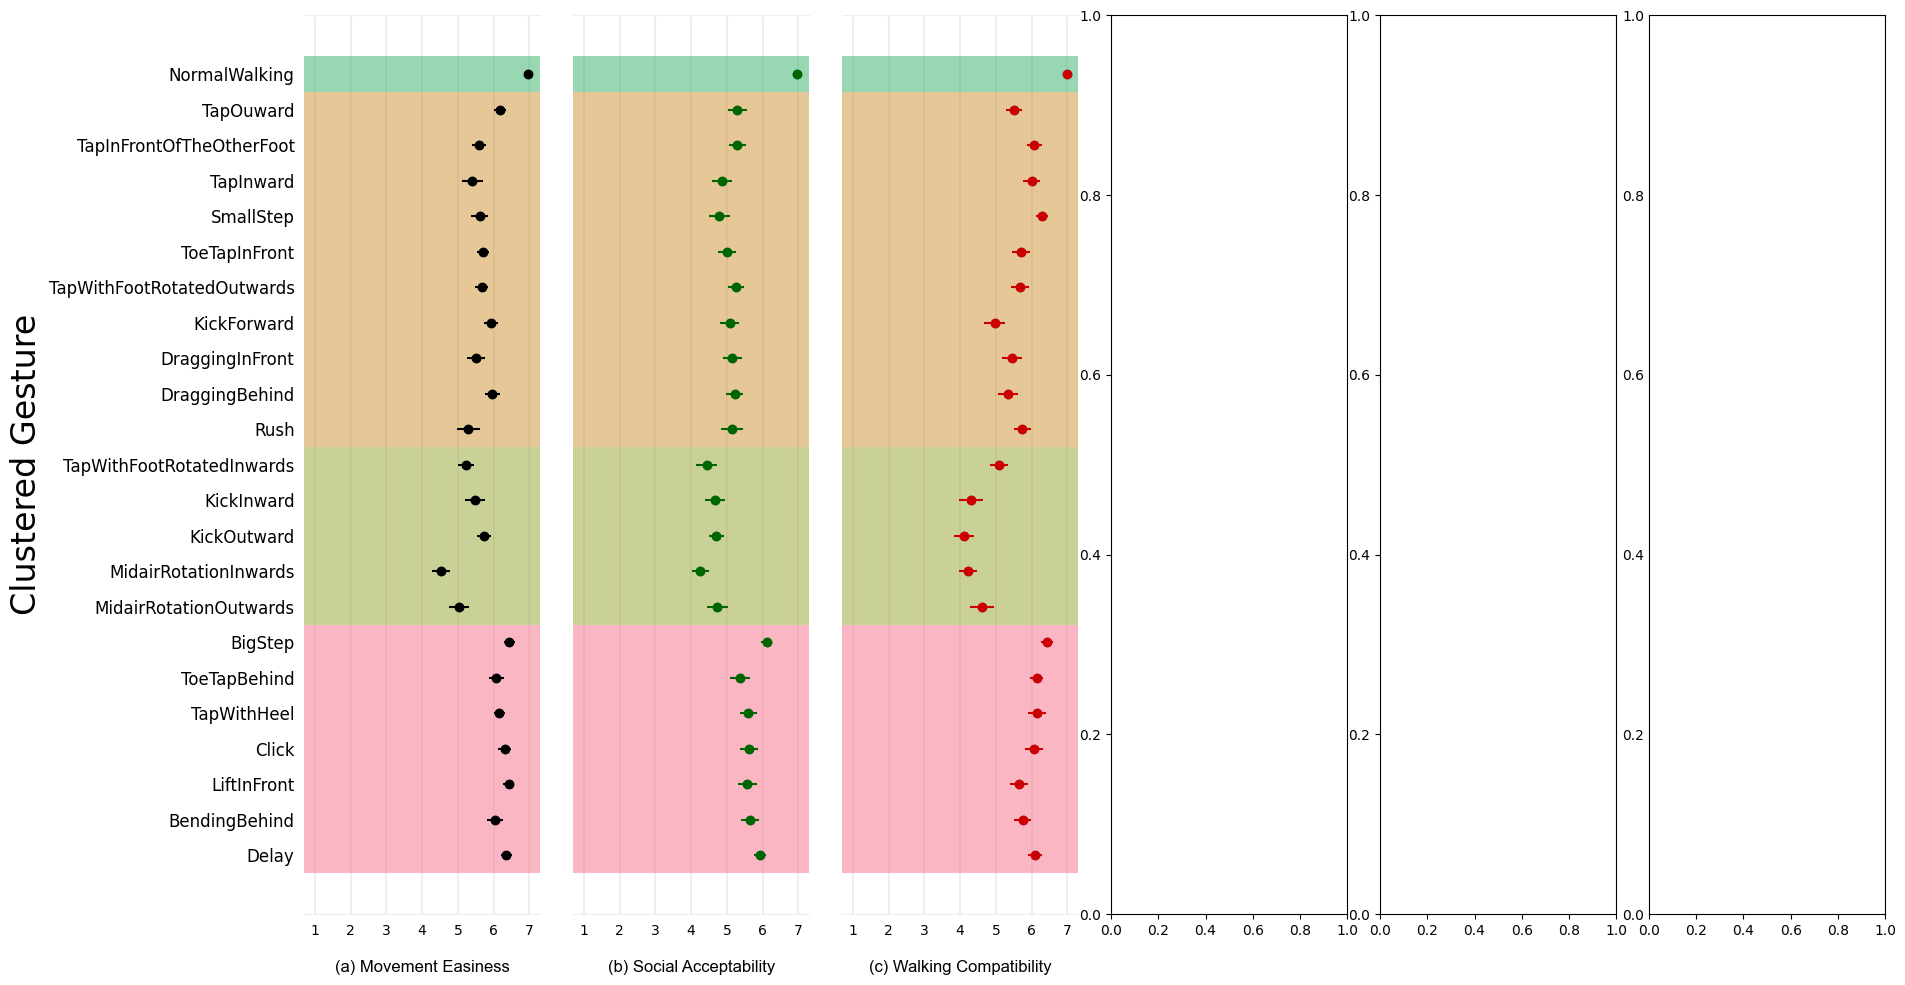 Clustered Gesture
NormalWalking
TapOuward
TapInFrontOfTheOtherFoot
TapInward
SmallStep
ToeTapInFront
TapWithFootRotatedOutwards
KickForward
DraggingInFront
DraggingBehind
Rush
TapWithFootRotatedInwards
KickInward
KickOutward
MidairRotationInwards
MidairRotationOutwards
BigStep
ToeTapBehind
TapWithHeel
Click
LiftInFront
BendingBehind
Delay
1 2 3 4 5 6 7
(a) Movement Easiness
1 2 3 4 5 6 7
(b) Social Acceptability
1 2 3 4 5 6 7
(c) Walking Compatibility
1.0
0.8
0.6
0.4
0.2
0.0
0.0 0.2 0.4 0.6 0.8 1.0
1.0
0.8
0.6
0.4
0.2
0.0
0.0 0.2 0.4 0.6 0.8 1.0
1.0
0.8
0.6
0.4
0.2
0.0
0.0 0.2 0.4 0.6 0.8 1.0